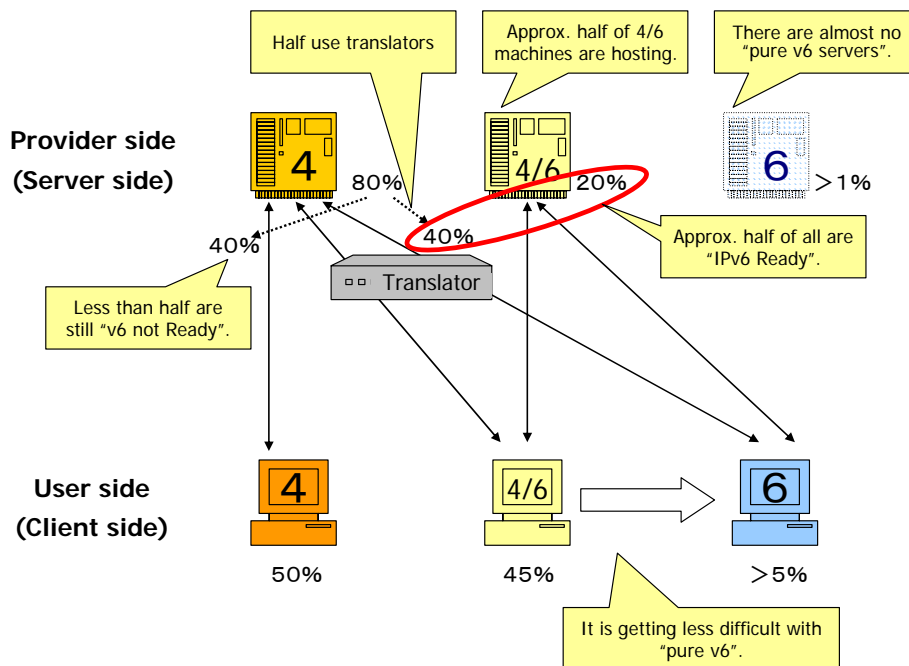 Half use translators
Approx. half of 4/6
machines are hosting.
There are almost no
“pure v6 servers”.
Provider side
(Server side)
4
4/6
6
80%
20%
＞1%
40%
40%
Approx. half of all are
“IPv6 Ready”.
Translator
Less than half are
still “v6 not Ready”.
User side
(Client side)
4
4/6
6
50%
45%
＞5%
It is getting less difficult with
“pure v6”.